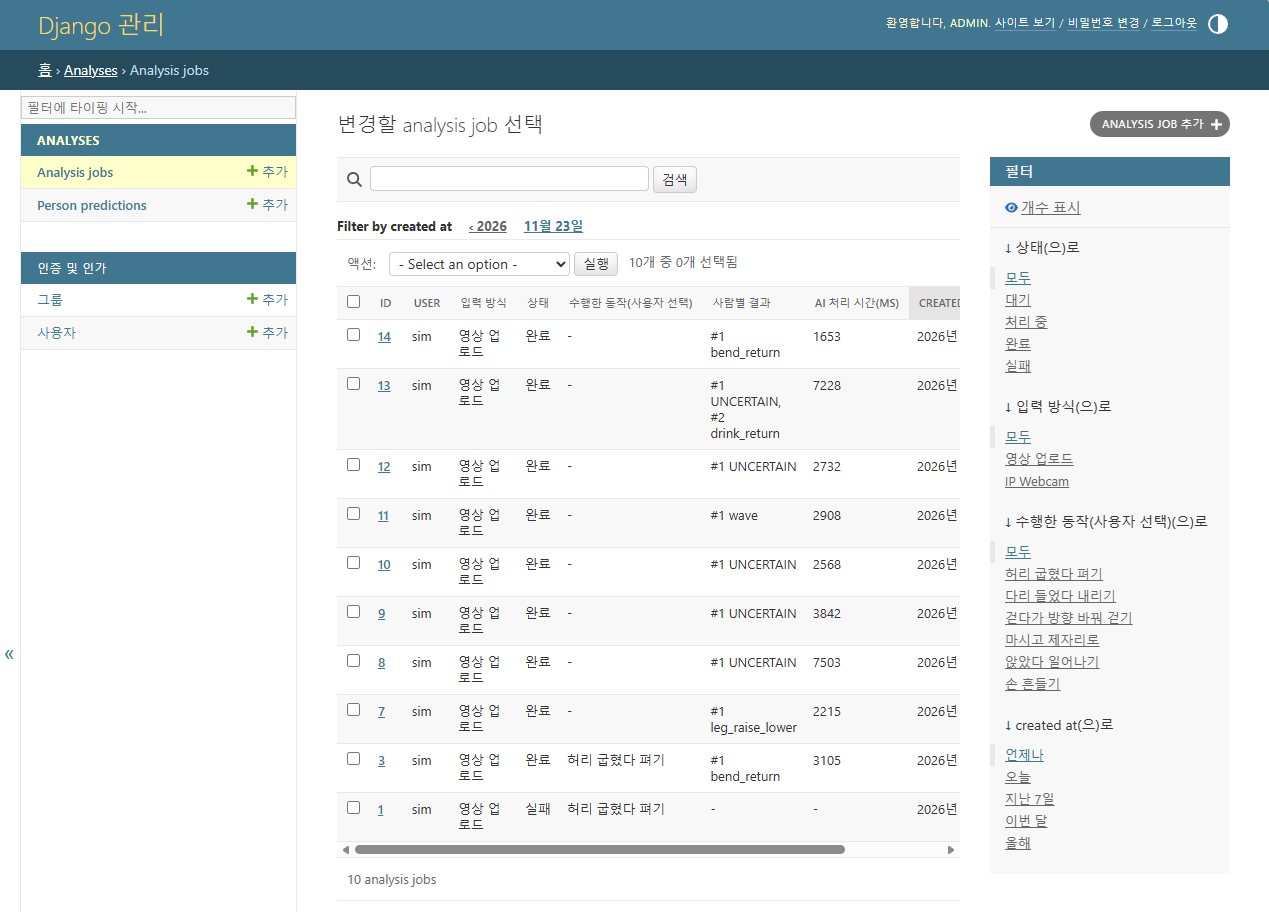 Django 관리
환영합니다, ADMIN. 사이트 보기 / 비밀번호 변경 / 로그아웃
홈 › Analyses › Analysis jobs
필터에 타이핑 시작...
ANALYSES
Analysis jobs 추가
Person predictions 추가
인증 및 인가
그룹 추가
사용자 추가
«
변경할 analysis job 선택
ANALYSIS JOB 추가
검색
Filter by created at ‹ 2026 11월 23일
액션: - Select an option - 실행 10개 중 0개 선택됨
ID USER 입력 방식 상태 수행한 동작(사용자 선택) 사람별 결과 AI 처리 시간(MS) CREATED
14 sim 영상 업 완료 - #1 1653 2026년
로드 bend_return
13 sim 영상 업 완료 - #1 7228 2026년
로드 UNCERTAIN,
#2
drink_return
12 sim 영상 업 완료 - #1 UNCERTAIN 2732 2026년
로드
11 sim 영상 업 완료 - #1 wave 2908 2026년
로드
10 sim 영상 업 완료 - #1 UNCERTAIN 2568 2026년
로드
9 sim 영상 업 완료 - #1 UNCERTAIN 3842 2026년
로드
8 sim 영상 업 완료 - #1 UNCERTAIN 7503 2026년
로드
7 sim 영상 업 완료 - #1 2215 2026년
로드 leg_raise_lower
3 sim 영상 업 완료 허리 굽혔다 펴기 #1 3105 2026년
로드 bend_return
1 sim 영상 업 실패 허리 굽혔다 펴기 - - 2026년
로드
10 analysis jobs
필터
개수 표시
↓ 상태(으)로
모두
대기
처리 중
완료
실패
↓ 입력 방식(으)로
모두
영상 업로드
IP Webcam
↓ 수행한 동작(사용자 선택)(으)로
모두
허리 굽혔다 펴기
다리 들었다 내리기
걷다가 방향 바꿔 걷기
마시고 제자리로
앉았다 일어나기
손 흔들기
↓ created at(으)로
언제나
오늘
지난 7일
이번 달
올해